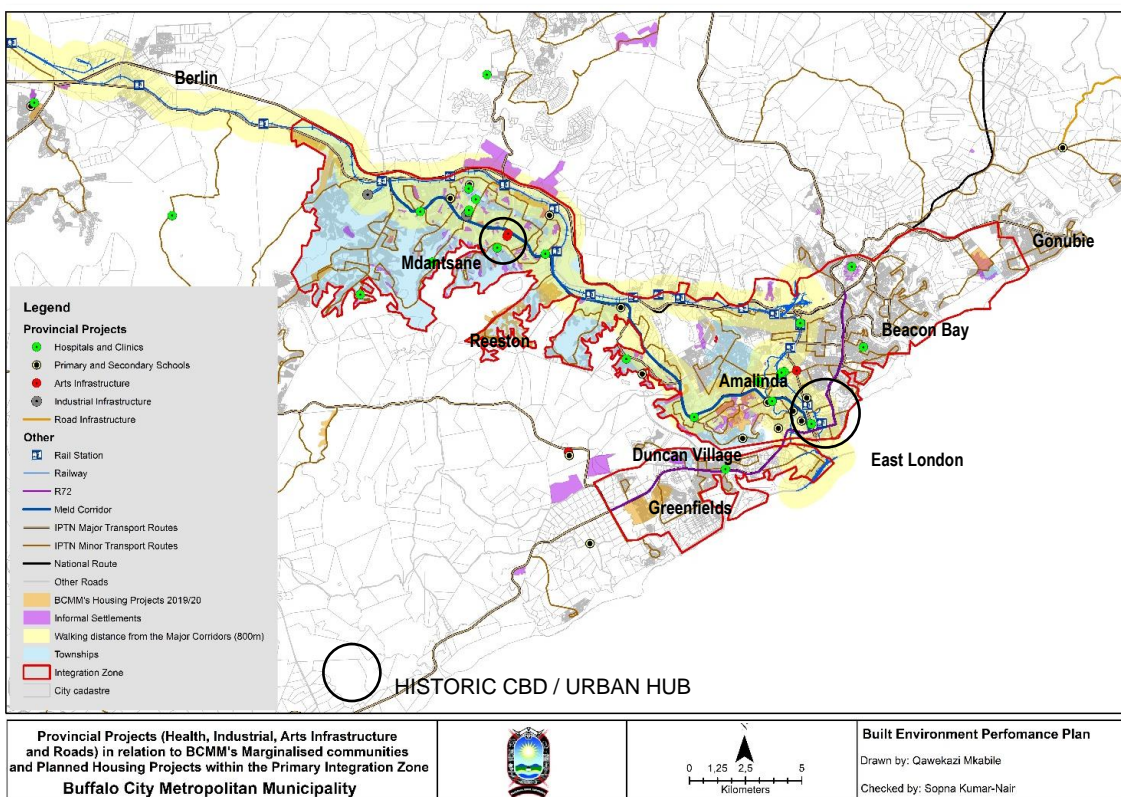 Berlin
Gonubie
Mdantsane
Beacon Bay
Reeston
Amalinda
Duncan Village
East London
Greenfields
Legend
Provincial Projects
Hospitals and Clinics
Primary and Secondary Schools
Arts Infrastructure
Industrial Infrastructure
Road Infrastructure
Other
Rail Station
Railway
R72
Meld Corridor
IPTN Major Transport Routes
IPTN Minor Transport Routes
National Route
Other Roads
BCMM's Housing Projects 2019/20
Informal Settlements
Walking distance from the Major Corridors (800m)
Townships
Integration Zone
City cadastre
HISTORIC CBD / URBAN HUB
Provincial Projects (Health, Industrial, Arts Infrastructure
and Roads) in relation to BCMM's Marginalised communities
and Planned Housing Projects within the Primary Integration Zone
Buffalo City Metropolitan Municipality
N
0 1,25 2,5 5
Kilometers
Built Environment Perfomance Plan
Drawn by: Qawekazi Mkabile
Checked by: Sopna Kumar-Nair